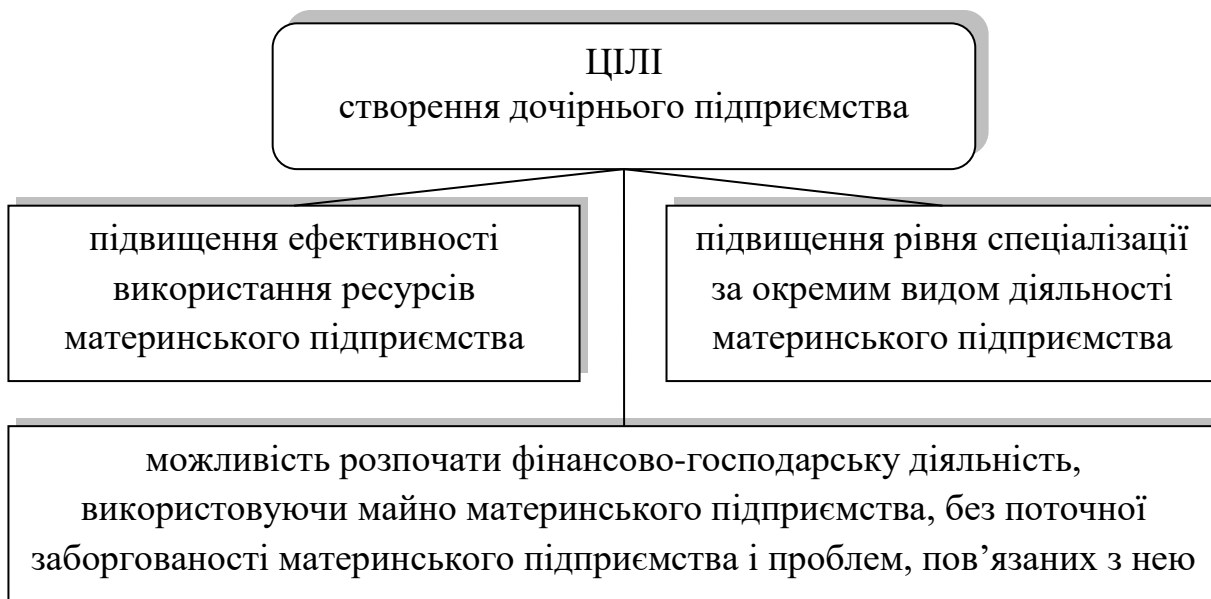 ЦІЛІ
створення дочірнього підприємства
підвищення ефективності
використання ресурсів
материнського підприємства
підвищення рівня спеціалізації
за окремим видом діяльності
материнського підприємства
можливість розпочати фінансово-господарську діяльність,
використовуючи майно материнського підприємства, без поточної
заборгованості материнського підприємства і проблем, пов’язаних з нею